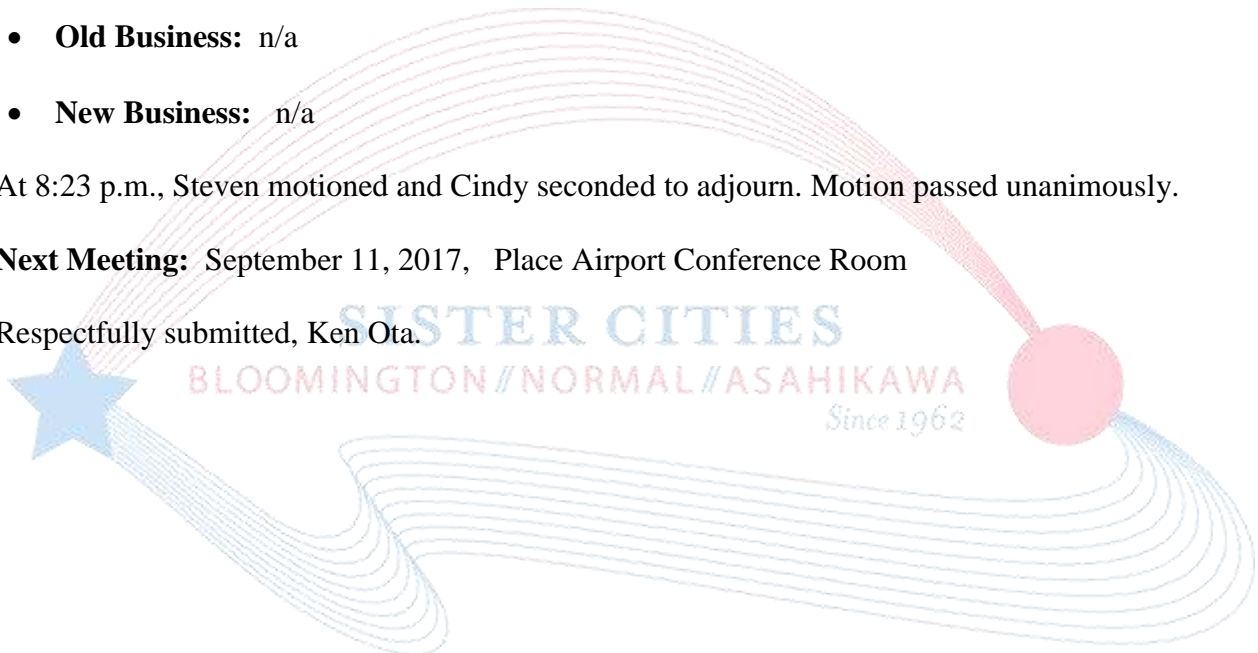 • Old Business: n/a
• New Business: n/a
At 8:23 p.m., Steven motioned and Cindy seconded to adjourn. Motion passed unanimously.
Next Meeting: September 11, 2017, Place Airport Conference Room
Respectfully submitted, Ken Ota.
SISTER CITIES
BLOOMINGTON//NORMAL//ASAHIKAWA
Since 1962